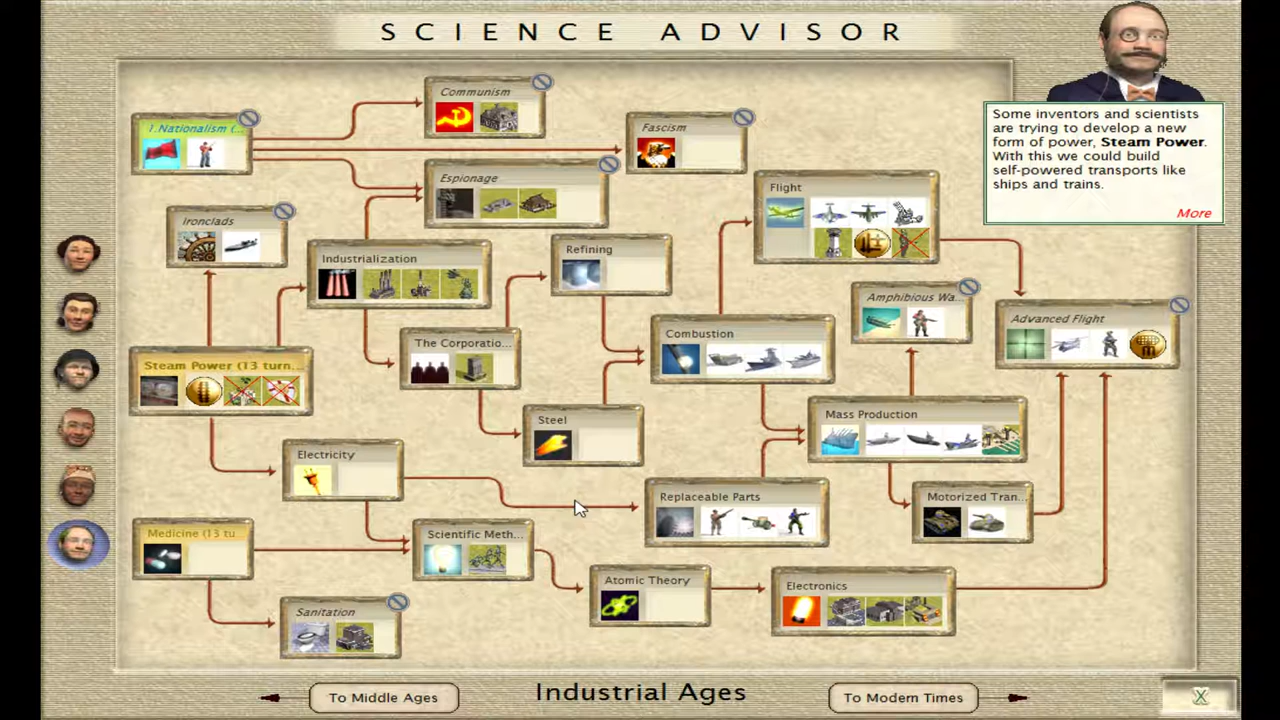 SCIENCE ADVISOR
Some inventors and scientists
are trying to develop a new
form of power, Steam Power.
With this we could build
self-powered transports like
ships and trains.
More
Communism
1.Nationalism (...
Fascism
Espionage
Flight
Ironclads
Industrialization
Refining
Amphibious Wa...
Advanced Flight
The Corporatio...
Combustion
Steam Power (13 turn...
Steel
Mass Production
Electricity
Replaceable Parts
Motorized Tran...
Medicine (13 tu...
Scientific Meth...
Atomic Theory
Electronics
Sanitation
To Middle Ages
Industrial Ages
To Modern Times
X